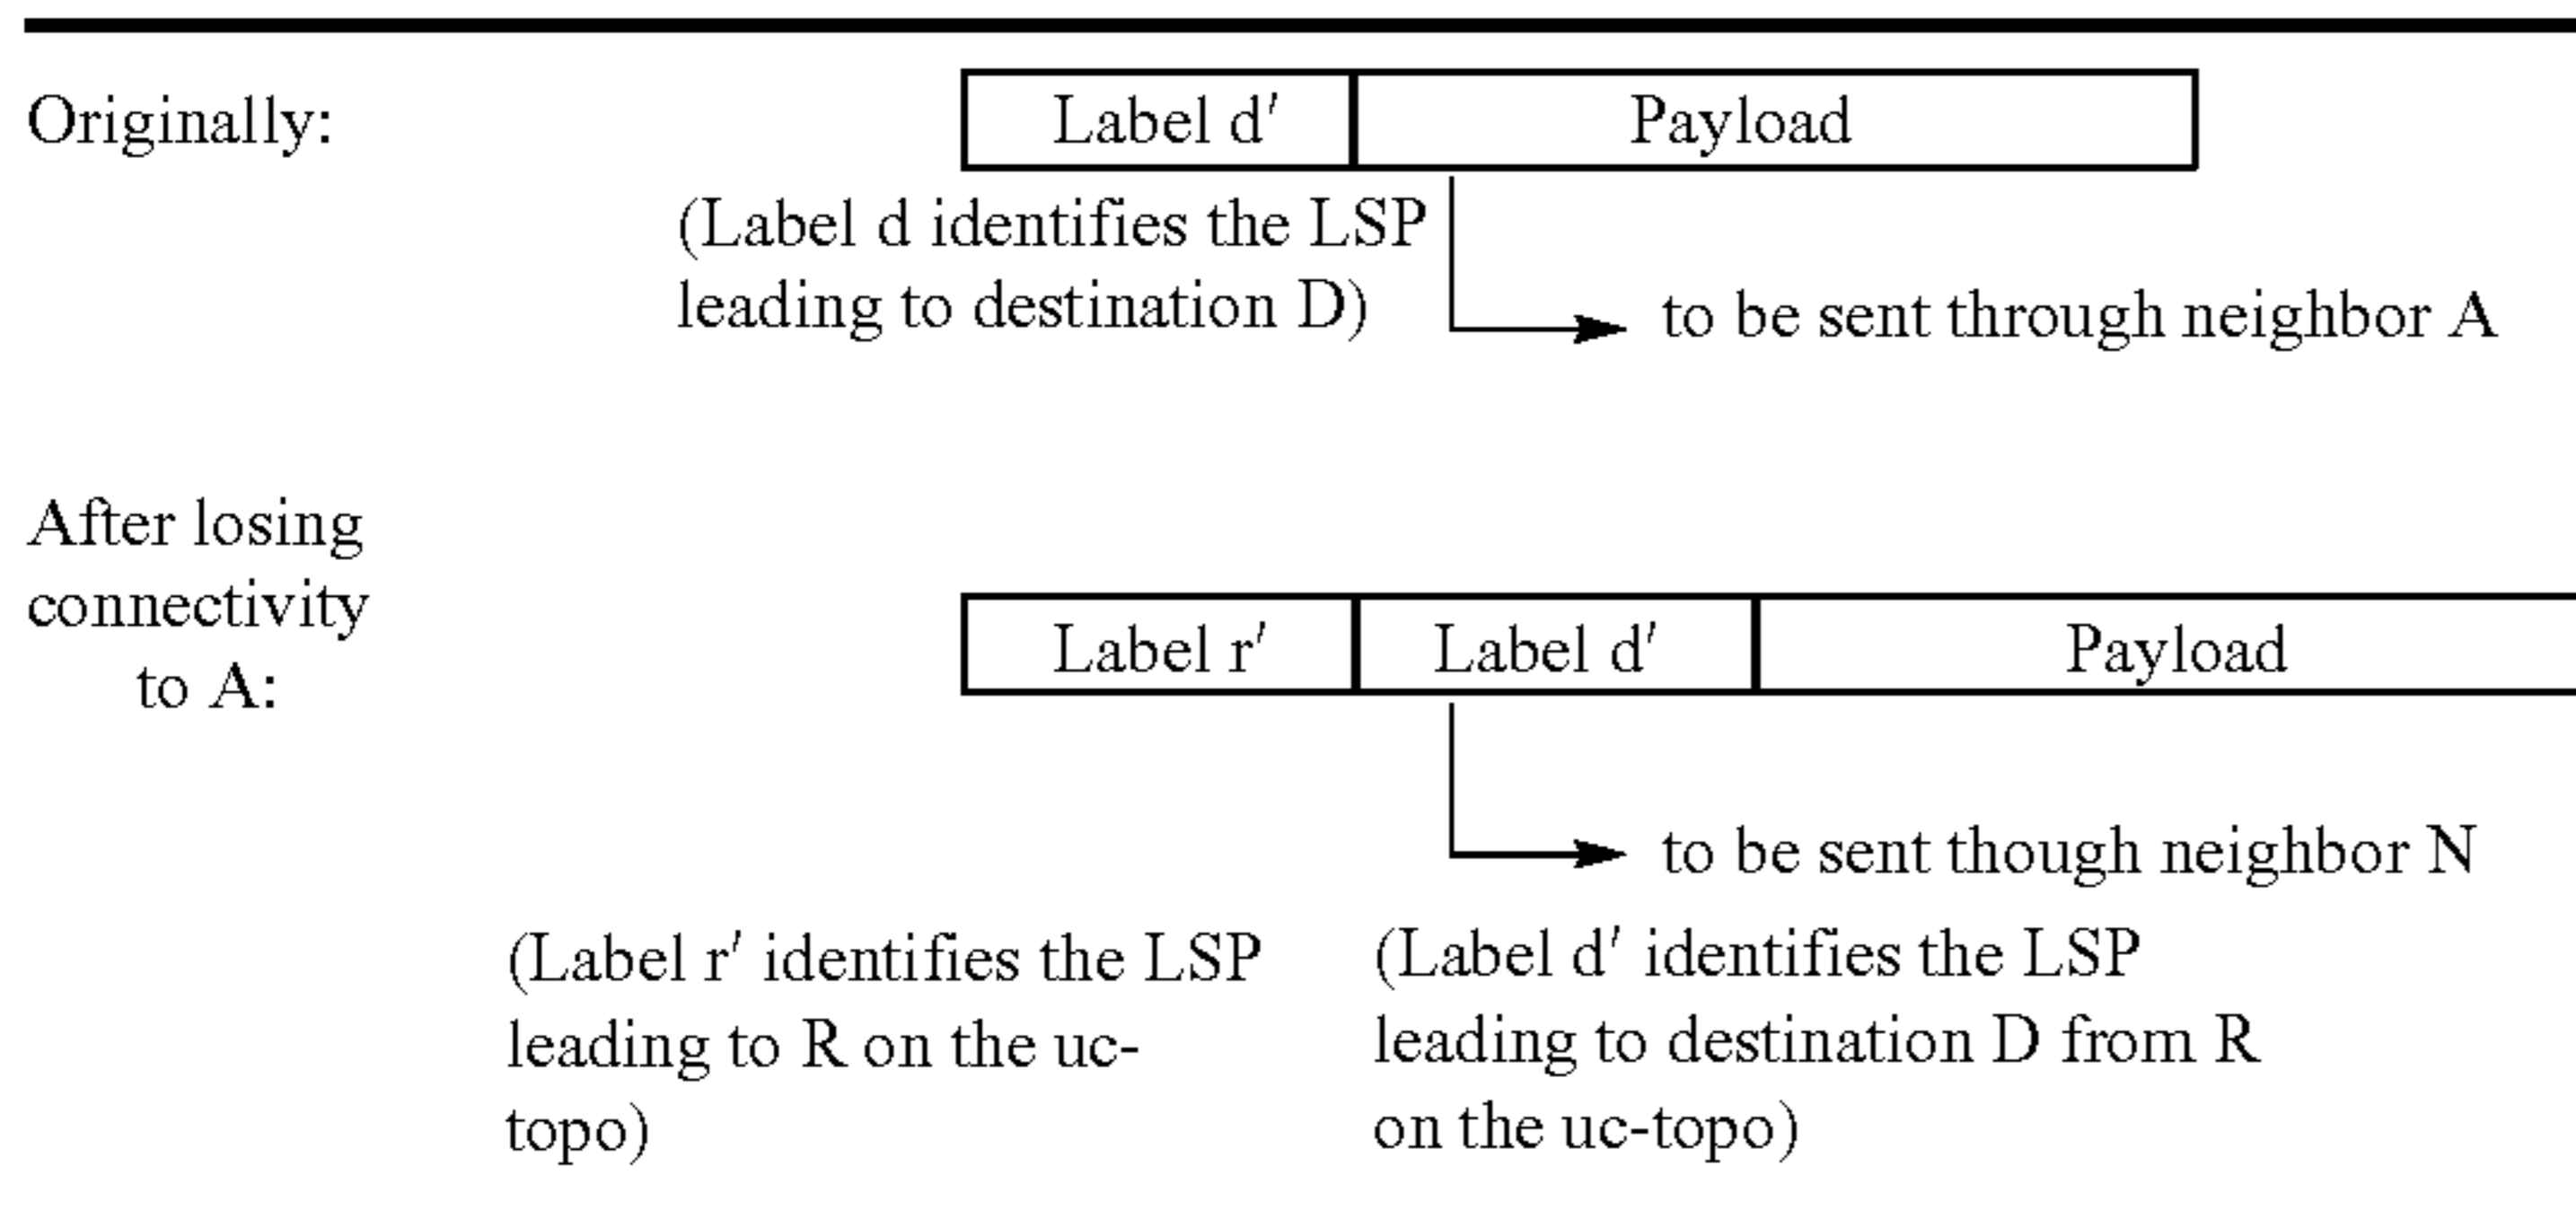 Originally:
Label d′
Payload
(Label d identifies the LSP
leading to destination D)
to be sent through neighbor A
After losing
connectivity
to A:
Label r′
Label d′
Payload
to be sent though neighbor N
(Label r′ identifies the LSP
leading to R on the uc-
topo)
(Label d′ identifies the LSP
leading to destination D from R
on the uc-topo)